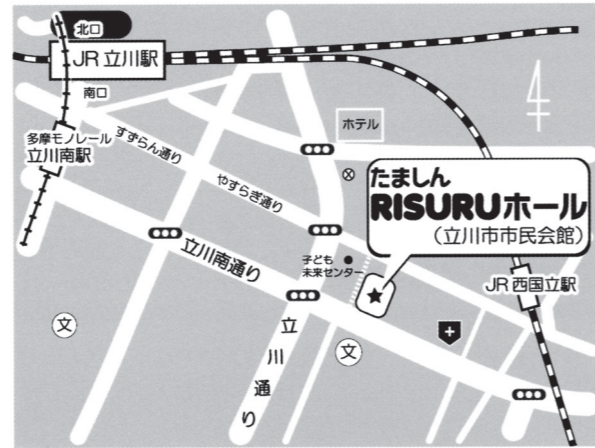 北口
JR 立川駅
南口
多摩モノレール
立川南駅
すずらん通り
やすらぎ通り
ホテル
たましん
RISURUホール
(立川市市民会館)
子ども
未来センター
立川南通り
JR 西国立駅
文
文
立川通り